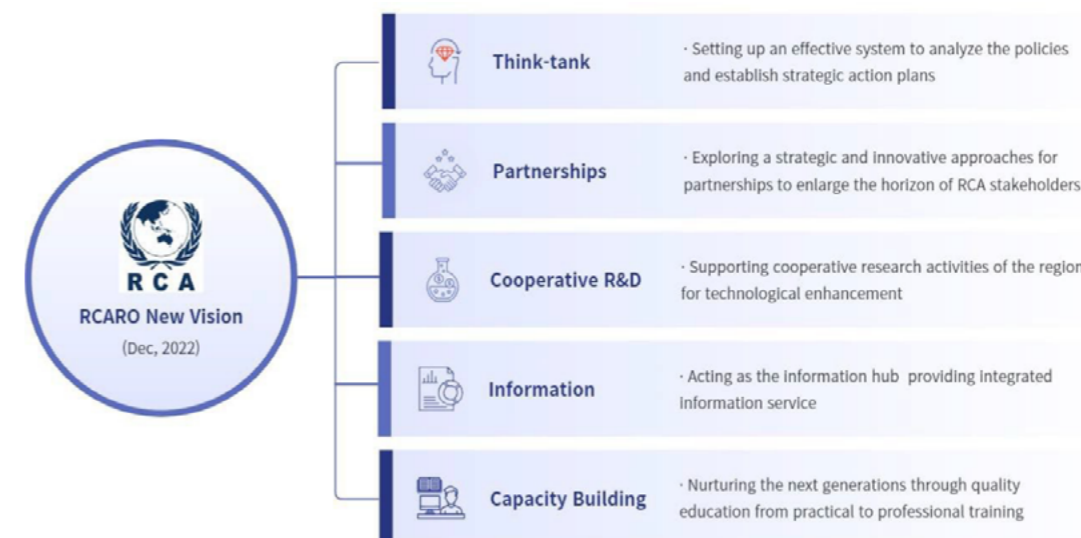 RCA
RCARO New Vision
(Dec, 2022)
Think-tank
· Setting up an effective system to analyze the policies
and establish strategic action plans
Partnerships
· Exploring a strategic and innovative approaches for
partnerships to enlarge the horizon of RCA stakeholders
Cooperative R&D
· Supporting cooperative research activities of the region
for technological enhancement
Information
· Acting as the information hub  providing integrated
information service
Capacity Building
· Nurturing the next generations through quality
education from practical to professional training